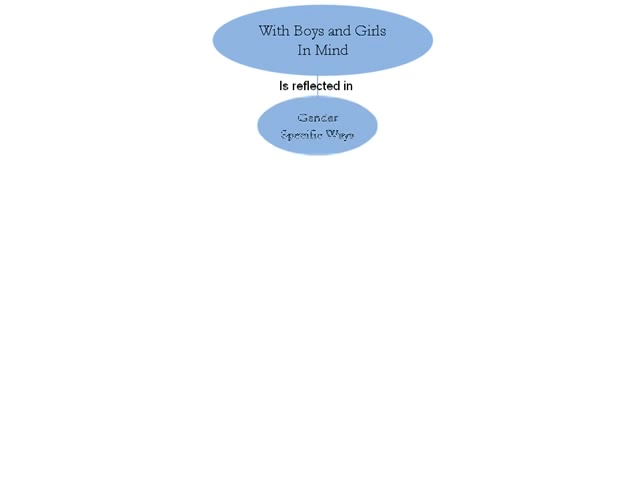 With Boys and Girls
In Mind
Is reflected in
Gender
Specific Ways